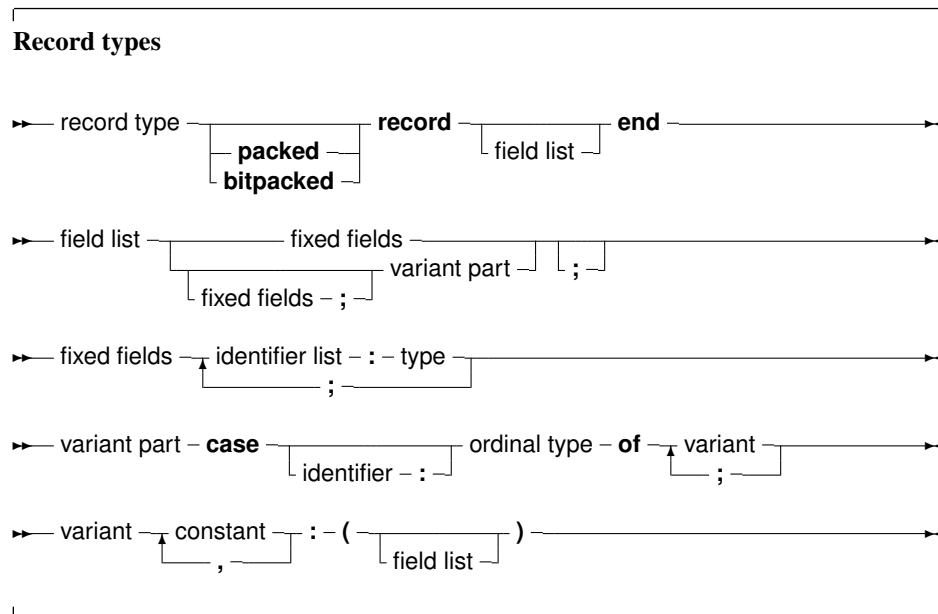 Record types
record type record end
packed field list
bitpacked
field list fixed fields
variant part ;
fixed fields - ;
fixed fields identifier list - : - type
;
variant part - case ordinal type - of variant
identifier - : ;
variant constant : - ( )
, field list